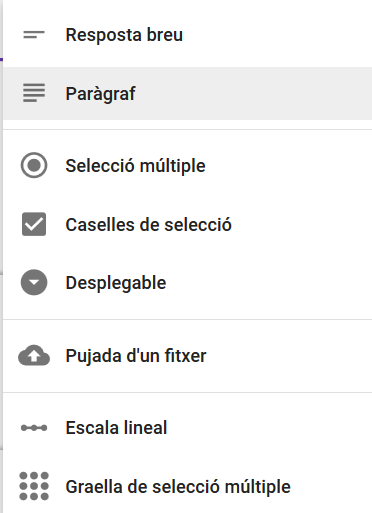 Resposta breu
Paràgraf
Selecció múltiple
Caselles de selecció
Desplegable
Pujada d'un fitxer
Escala lineal
Graella de selecció múltiple